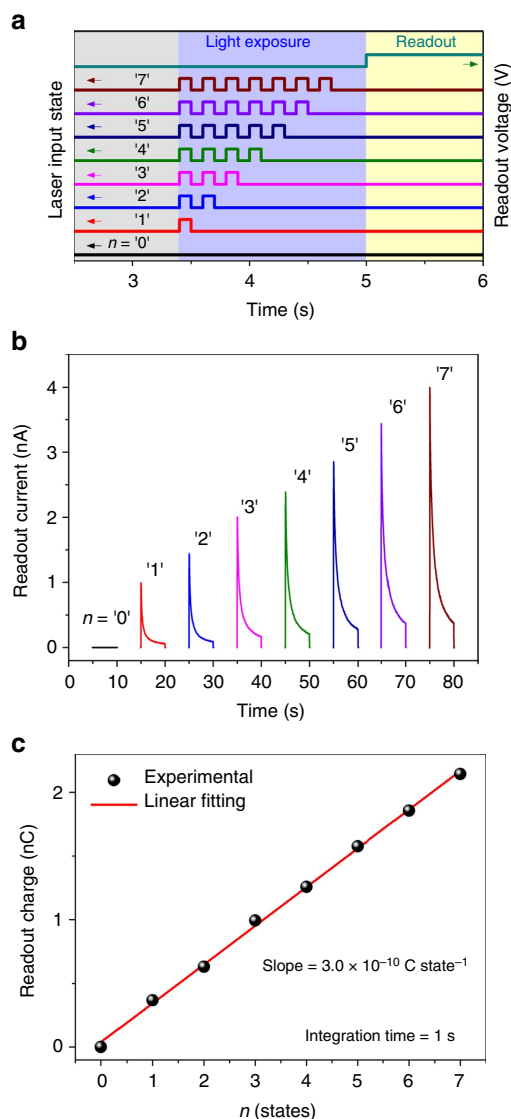 a
Light exposure
Readout
'7'
'6'
'5'
'4'
'3'
'2'
'1'
n = '0'
Laser input state
Readout voltage (V)
3 4 5 6
Time (s)
b
4
3
2
1
0
Readout current (nA)
n = '0'
'1'
'2'
'3'
'4'
'5'
'6'
'7'
0 10 20 30 40 50 60 70 80
Time (s)
c
Experimental
Linear fitting
2
1
0
Readout charge (nC)
Slope = 3.0 × 10⁻¹⁰ C state⁻¹
Integration time = 1 s
0 1 2 3 4 5 6 7
n (states)